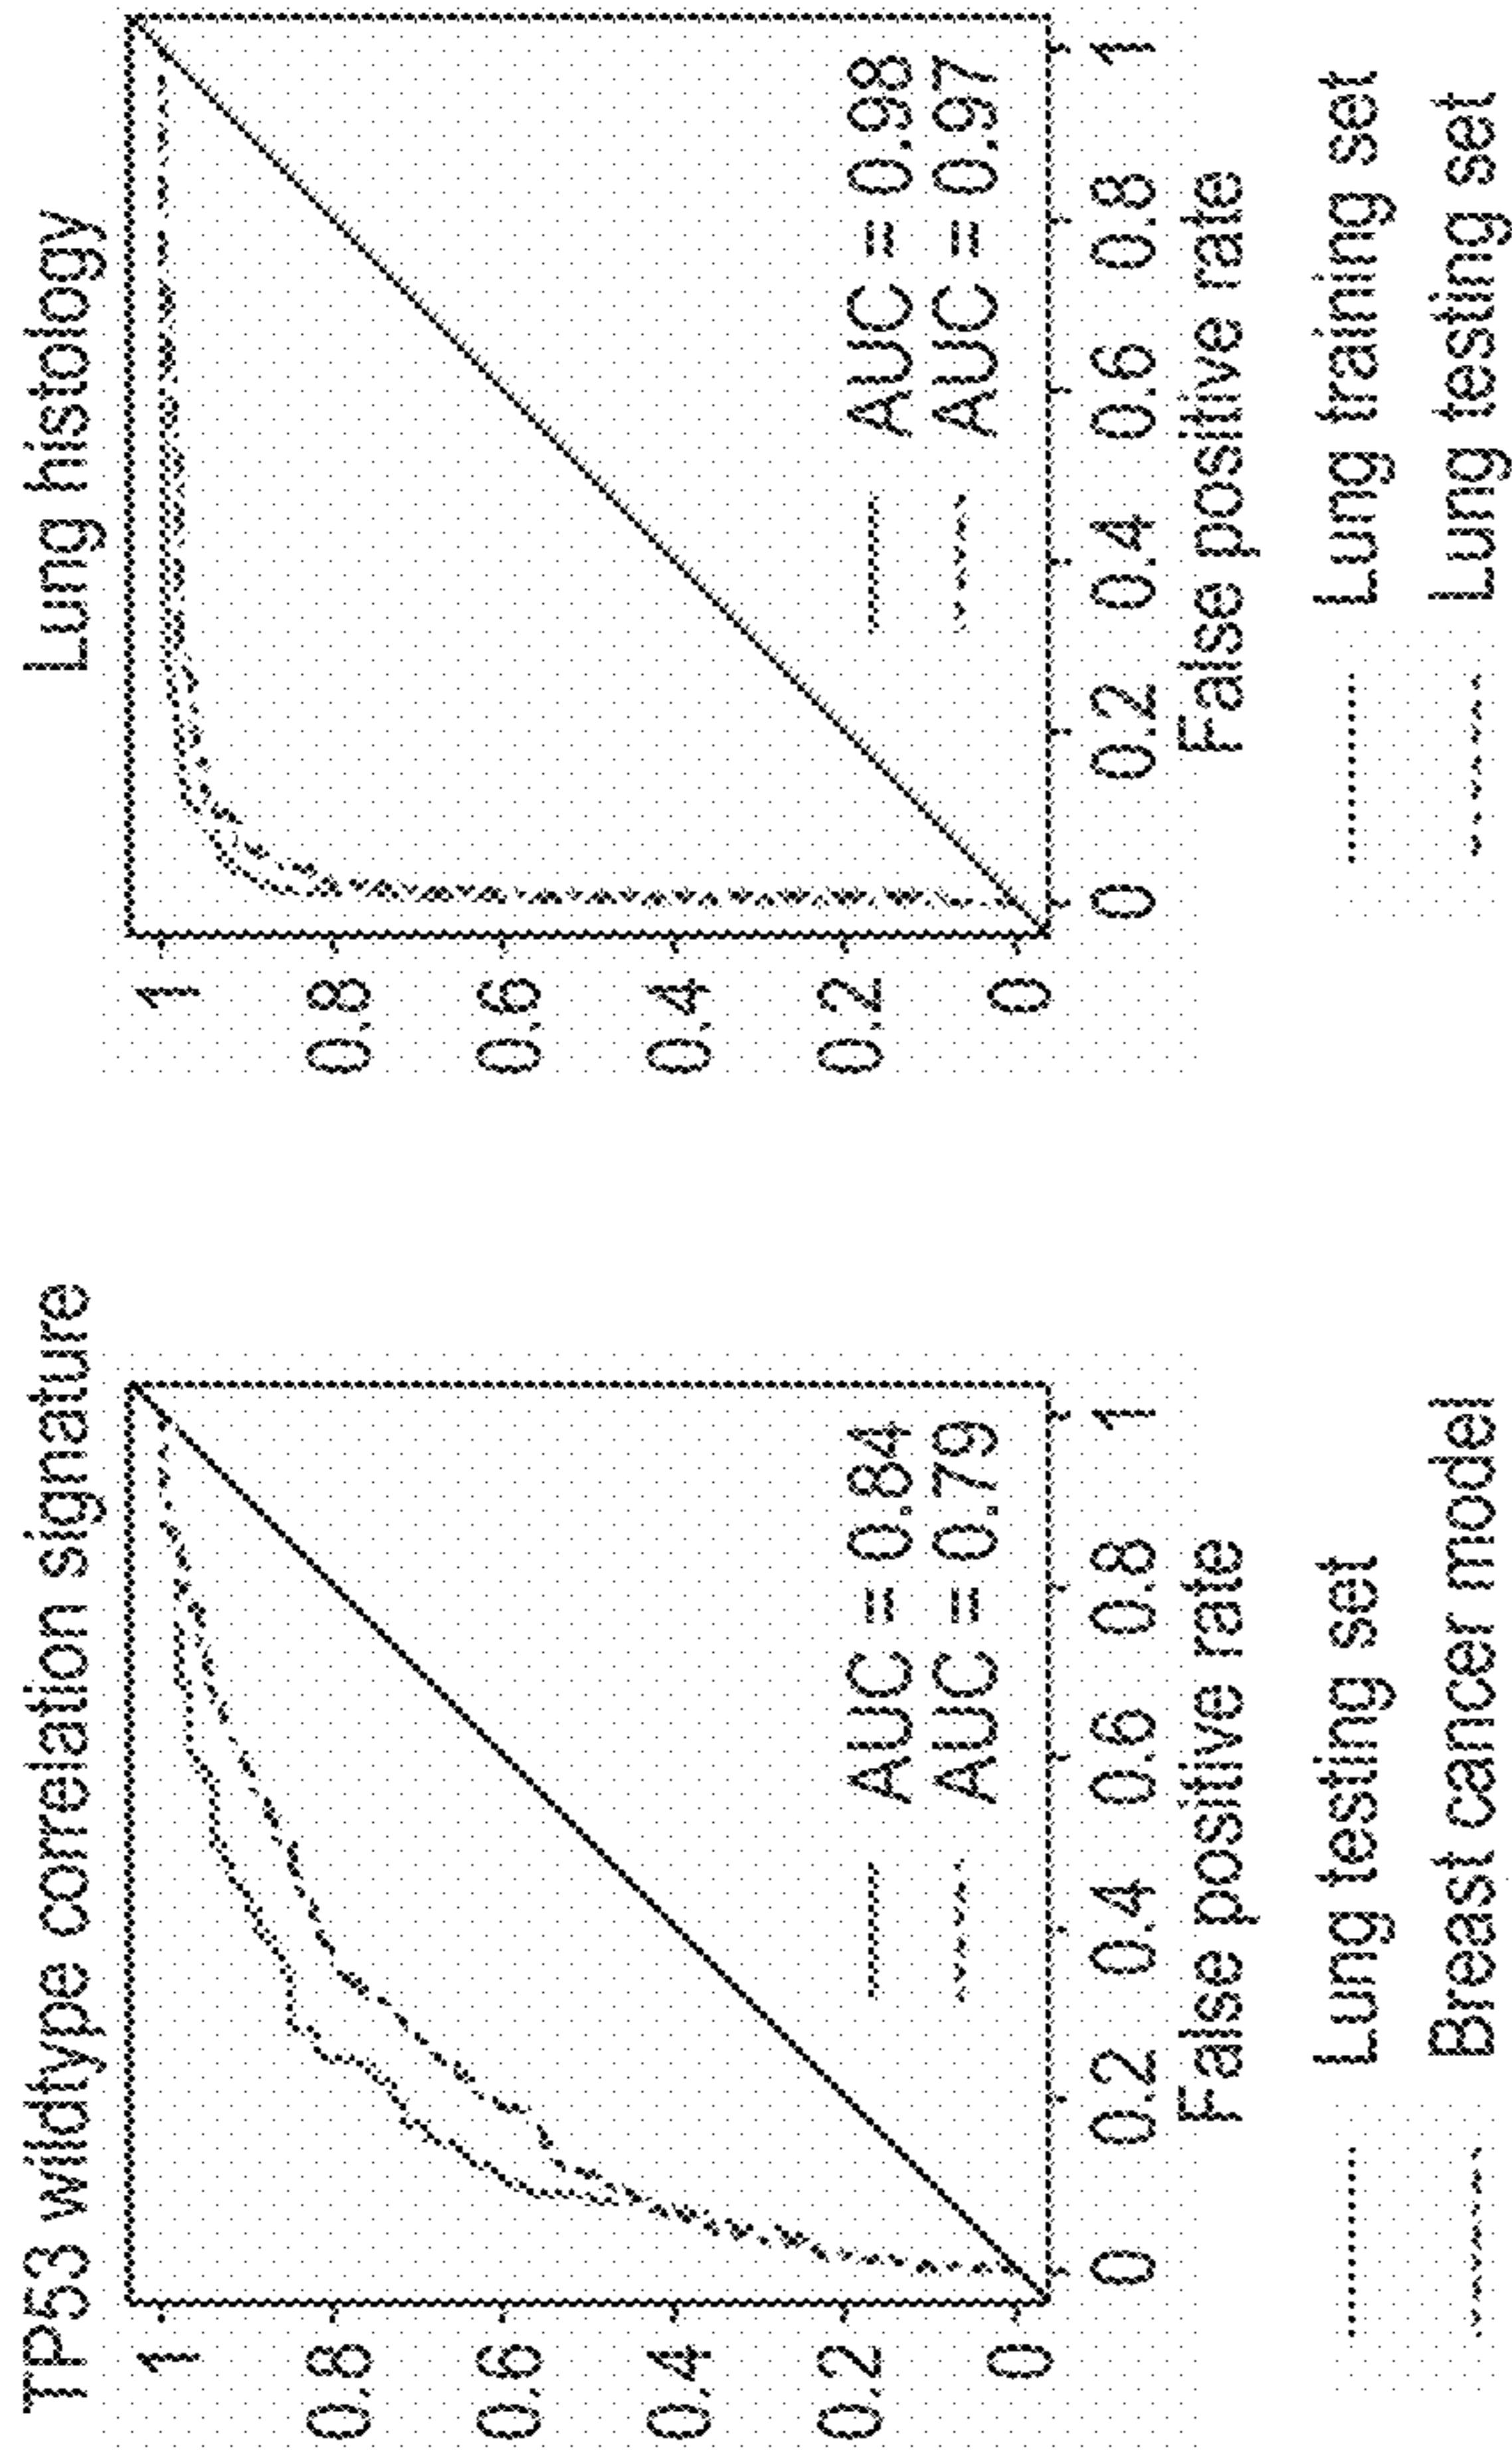 TP53 wildtype correlation signature
1
0.8
0.6
0.4
0.2
0
AUC = 0.84
AUC = 0.79
0 0.2 0.4 0.6 0.8 1
False positive rate
Lung testing set
Breast cancer model
Lung histology
1
0.8
0.6
0.4
0.2
0
AUC = 0.98
AUC = 0.97
0 0.2 0.4 0.6 0.8 1
False positive rate
Lung training set
Lung testing set